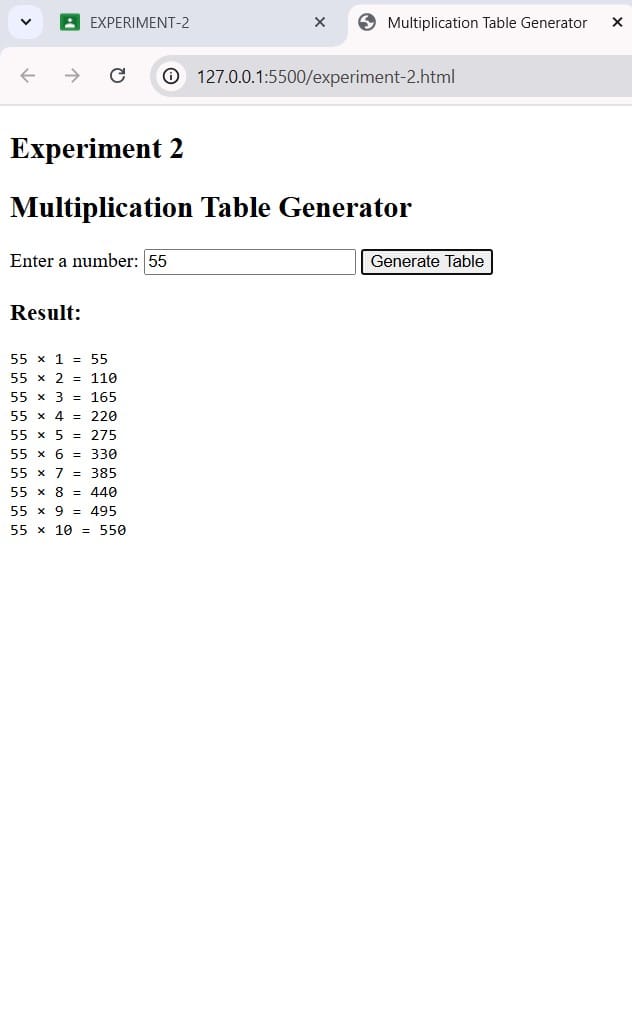 EXPERIMENT-2
Multiplication Table Generator
127.0.0.1:5500/experiment-2.html
Experiment 2
Multiplication Table Generator
Enter a number: 55 Generate Table
Result:
55 × 1 = 55
55 × 2 = 110
55 × 3 = 165
55 × 4 = 220
55 × 5 = 275
55 × 6 = 330
55 × 7 = 385
55 × 8 = 440
55 × 9 = 495
55 × 10 = 550